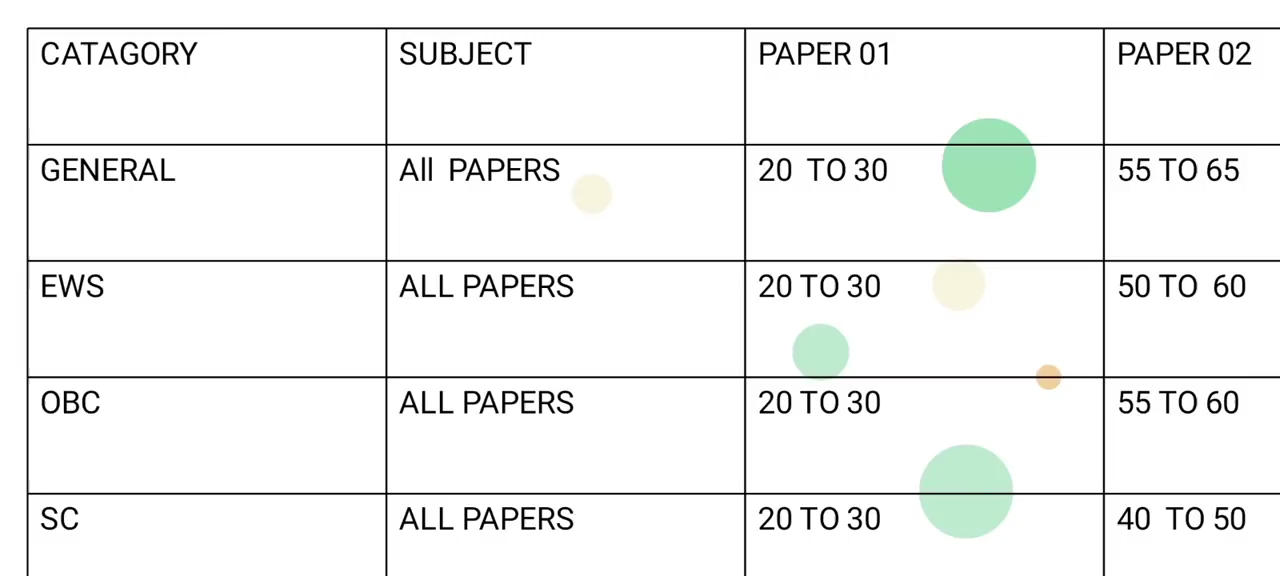 CATAGORY SUBJECT PAPER 01 PAPER 02
GENERAL All PAPERS 20 TO 30 55 TO 65
EWS ALL PAPERS 20 TO 30 50 TO 60
OBC ALL PAPERS 20 TO 30 55 TO 60
SC ALL PAPERS 20 TO 30 40 TO 50